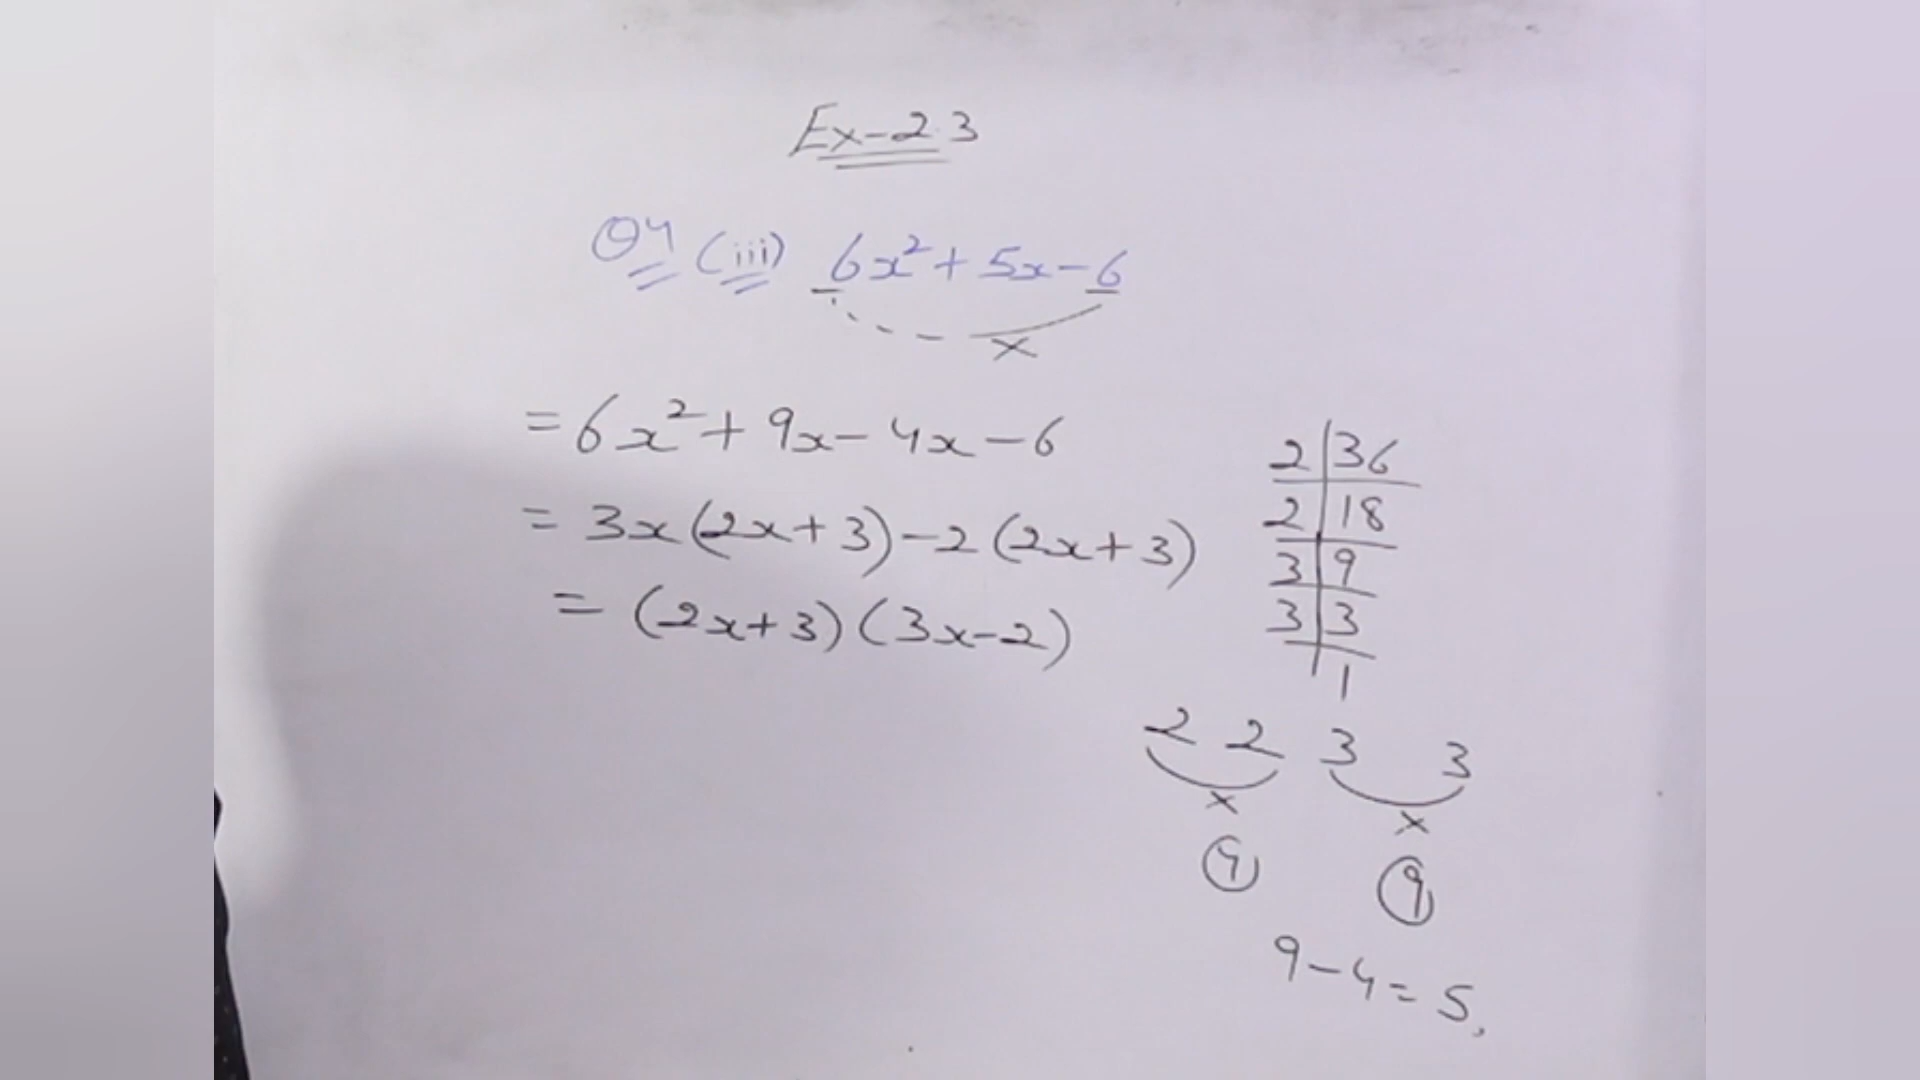 Ex-2.3
Q4 (iii) 6x²+5x-6
x
=6x²+9x-4x-6
=3x(2x+3)-2(2x+3)
=(2x+3)(3x-2)
2|36
2|18
3|9
3|3
|1
2 2 3 3
x x
4 9
9-4=5,